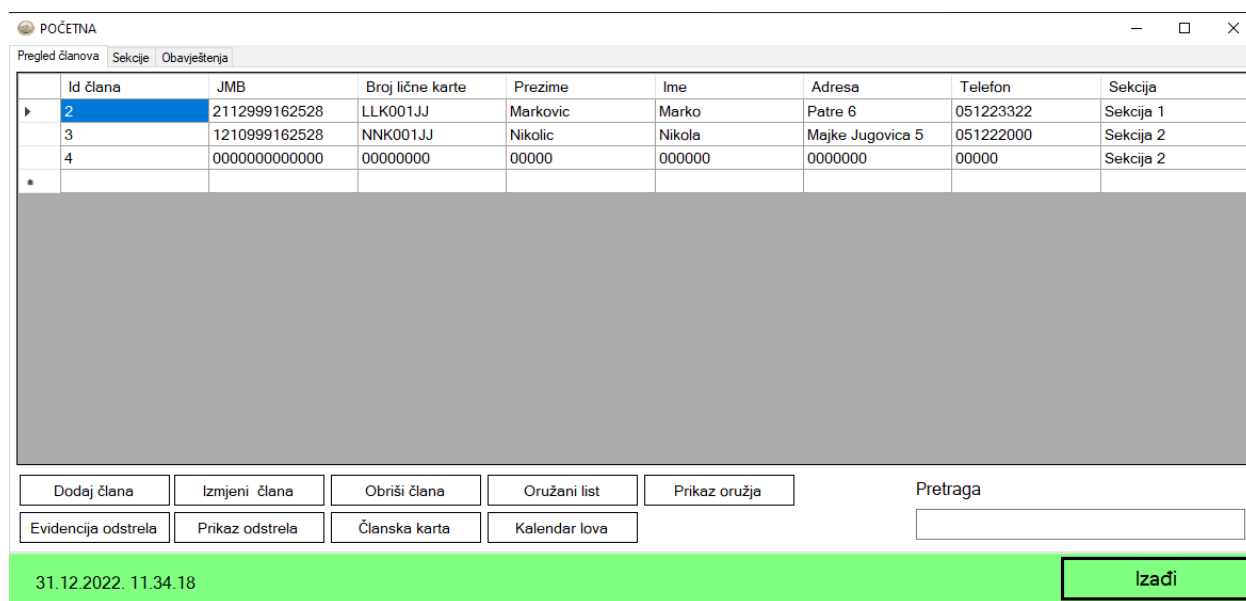 POČETNA
Pregled članova Sekcije Obavještenja
Id člana JMB Broj lične karte Prezime Ime Adresa Telefon Sekcija
2 2112999162528 LLK001JJ Markovic Marko Patre 6 051223322 Sekcija 1
3 1210999162528 NNK001JJ Nikolic Nikola Majke Jugovica 5 051222000 Sekcija 2
4 0000000000000 00000000 00000 000000 0000000 00000 Sekcija 2
Dodaj člana Izmjeni člana Obriši člana Oružani list Prikaz oružja Pretraga
Evidencija odstrela Prikaz odstrela Članska karta Kalendar lova
31.12.2022. 11.34.18 Izađi